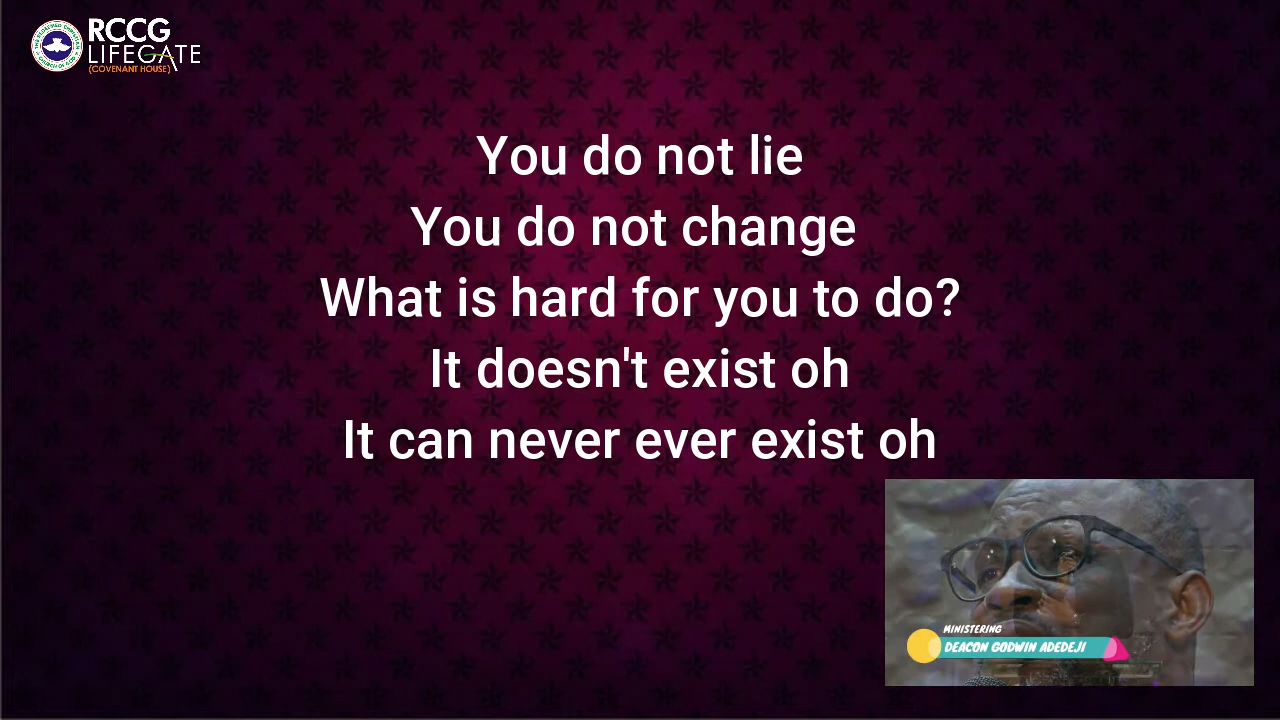 RCCG
LIFEGATE
(COVENANT HOUSE)
You do not lie
You do not change
What is hard for you to do?
It doesn't exist oh
It can never ever exist oh
MINISTERING
DEACON GODWIN ADEDEJI